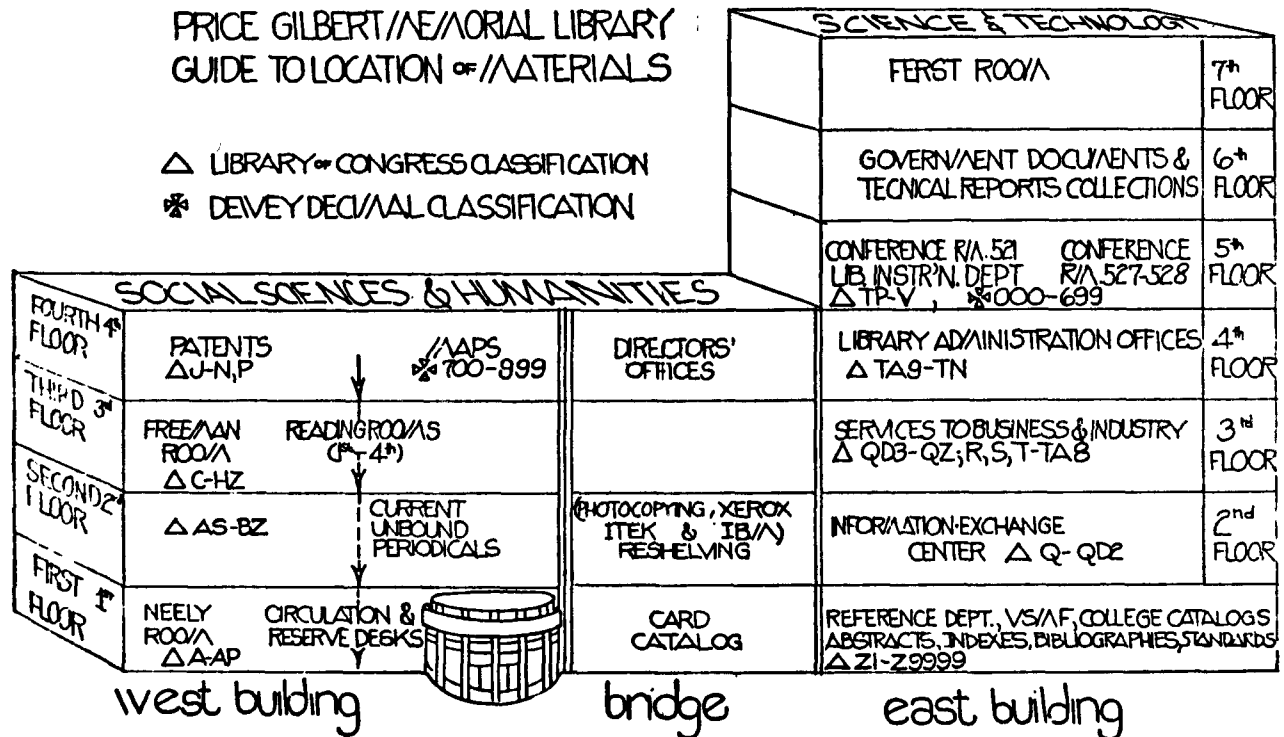 PRICE GILBERT MEMORIAL LIBRARY
GUIDE TO LOCATION OF MATERIALS
△ LIBRARY OF CONGRESS CLASSIFICATION
✠ DEWEY DECIMAL CLASSIFICATION
SCIENCE & TECHNOLOGY
FERST ROOM
7th
FLOOR
GOVERNMENT DOCUMENTS &
TECNICAL REPORTS COLLECTIONS
6th
FLOOR
CONFERENCE RM. 521 CONFERENCE
LIB. INSTR'N. DEPT RM. 527-528
△ TP-V, ✠ 000-699
5th
FLOOR
LIBRARY ADMINISTRATION OFFICES
△ TA9-TN
4th
FLOOR
SERVICES TO BUSINESS & INDUSTRY
△ QD3-QZ; R, S, T-TA8
3rd
FLOOR
INFORMATION·EXCHANGE
CENTER △ Q-QD2
2nd
FLOOR
REFERENCE DEPT., VSMF, COLLEGE CATALOGS
ABSTRACTS, INDEXES, BIBLIOGRAPHIES, STANDARDS
△ Z1-Z9999
SOCIAL SCIENCES & HUMANITIES
FOURTH 4th
FLOOR
PATENTS
△ J-N, P
MAPS
✠ 700-999
DIRECTORS'
OFFICES
THIRD 3rd
FLOOR
FREEMAN
ROOM
△ C-HZ
READING ROOMS
(1st-4th)
SECOND 2nd
FLOOR
△ AS-BZ
CURRENT
UNBOUND
PERIODICALS
(PHOTOCOPYING, XEROX
ITEK & IBM)
RESHELVING
FIRST 1st
FLOOR
NEELY
ROOM
△ A-AP
CIRCULATION &
RESERVE DESKS
CARD
CATALOG
west building
bridge
east building